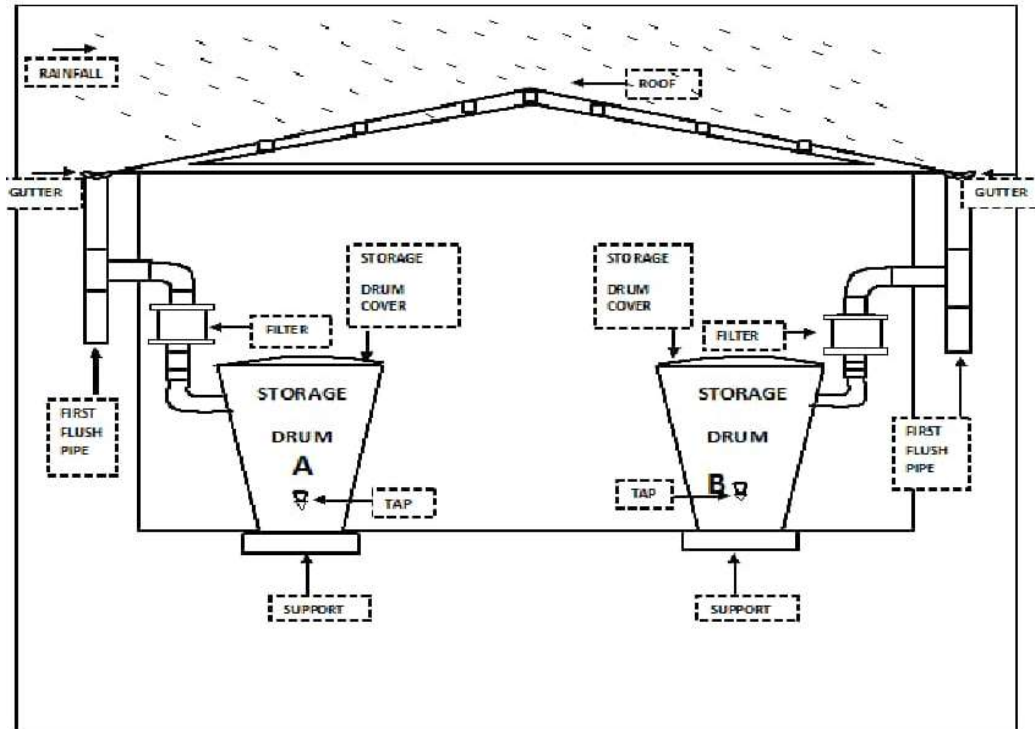 RAINFALL
ROOF
GUTTER
GUTTER
STORAGE
DRUM
COVER
STORAGE
DRUM
COVER
FILTER
FILTER
STORAGE
DRUM
A
STORAGE
DRUM
B
FIRST
FLUSH
PIPE
FIRST
FLUSH
PIPE
TAP
TAP
SUPPORT
SUPPORT